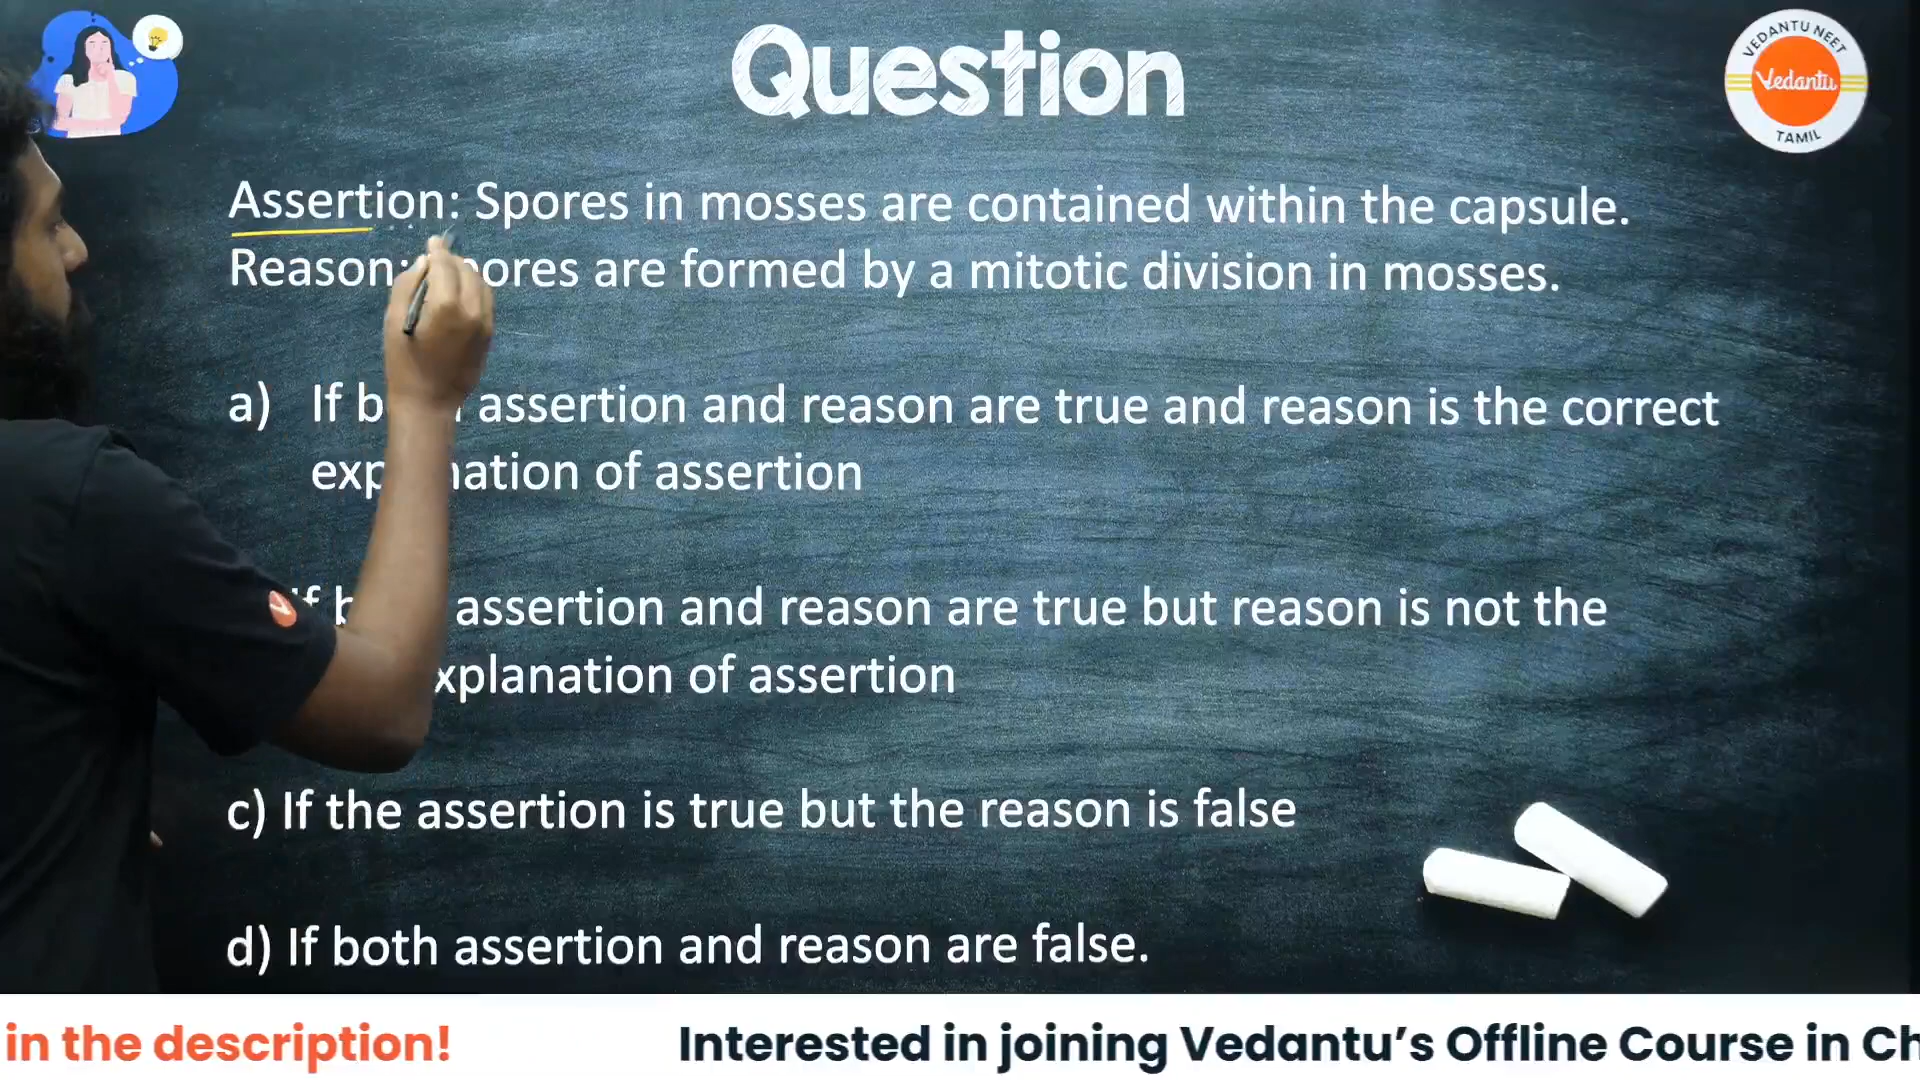 Question
VEDANTU NEET
Vedantu
TAMIL
Assertion: Spores in mosses are contained within the capsule.
Reason: pores are formed by a mitotic division in mosses.
a) If b assertion and reason are true and reason is the correct
exp nation of assertion
If b assertion and reason are true but reason is not the
xplanation of assertion
c) If the assertion is true but the reason is false
d) If both assertion and reason are false.
in the description! Interested in joining Vedantu's Offline Course in Ch